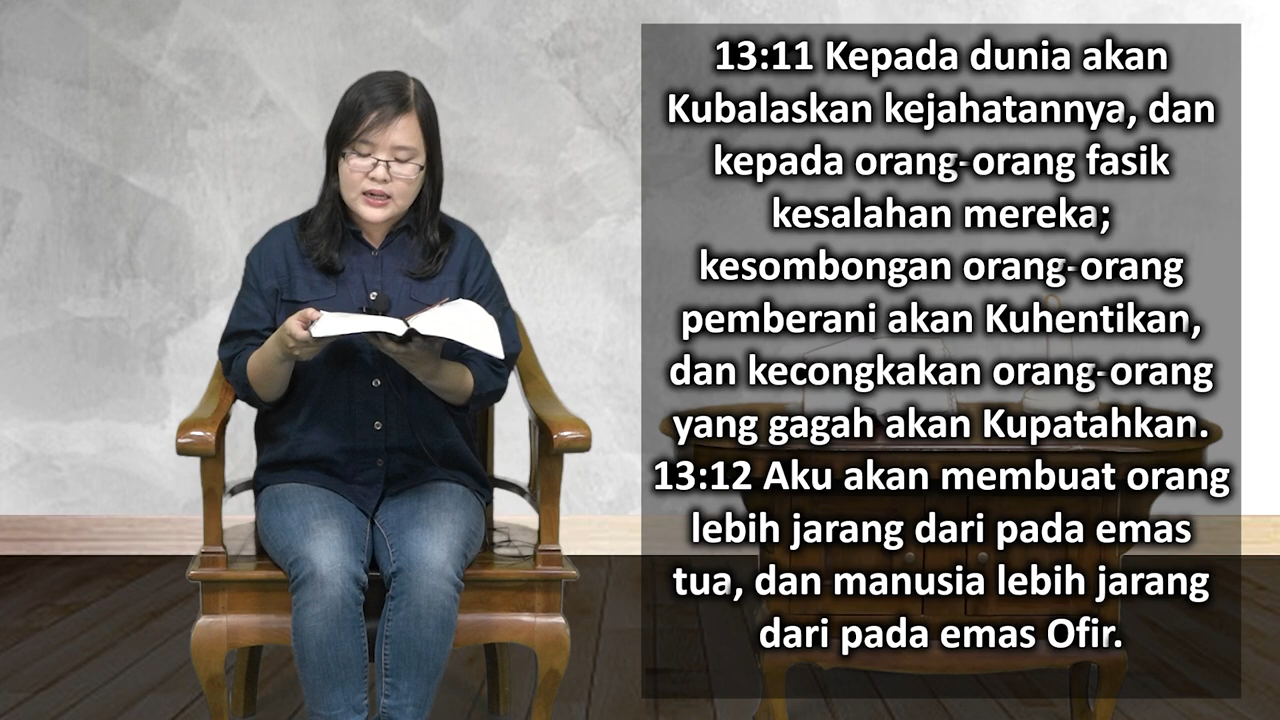 13:11 Kepada dunia akan
Kubalaskan kejahatannya, dan
kepada orang-orang fasik
kesalahan mereka;
kesombongan orang-orang
pemberani akan Kuhentikan,
dan kecongkakan orang-orang
yang gagah akan Kupatahkan.
13:12 Aku akan membuat orang
lebih jarang dari pada emas
tua, dan manusia lebih jarang
dari pada emas Ofir.